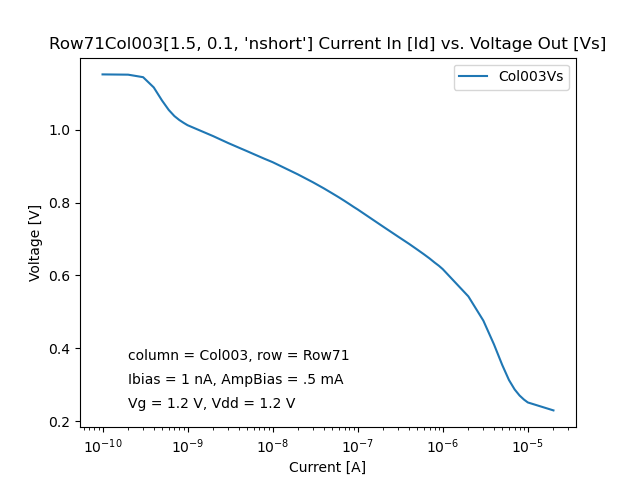 Row71Col003[1.5, 0.1, 'nshort'] Current In [Id] vs. Voltage Out [Vs]
Col003Vs
1.0
0.8
0.6
0.4
0.2
Voltage [V]
column = Col003, row = Row71
Ibias = 1 nA, AmpBias = .5 mA
Vg = 1.2 V, Vdd = 1.2 V
10⁻¹⁰ 10⁻⁹ 10⁻⁸ 10⁻⁷ 10⁻⁶ 10⁻⁵
Current [A]